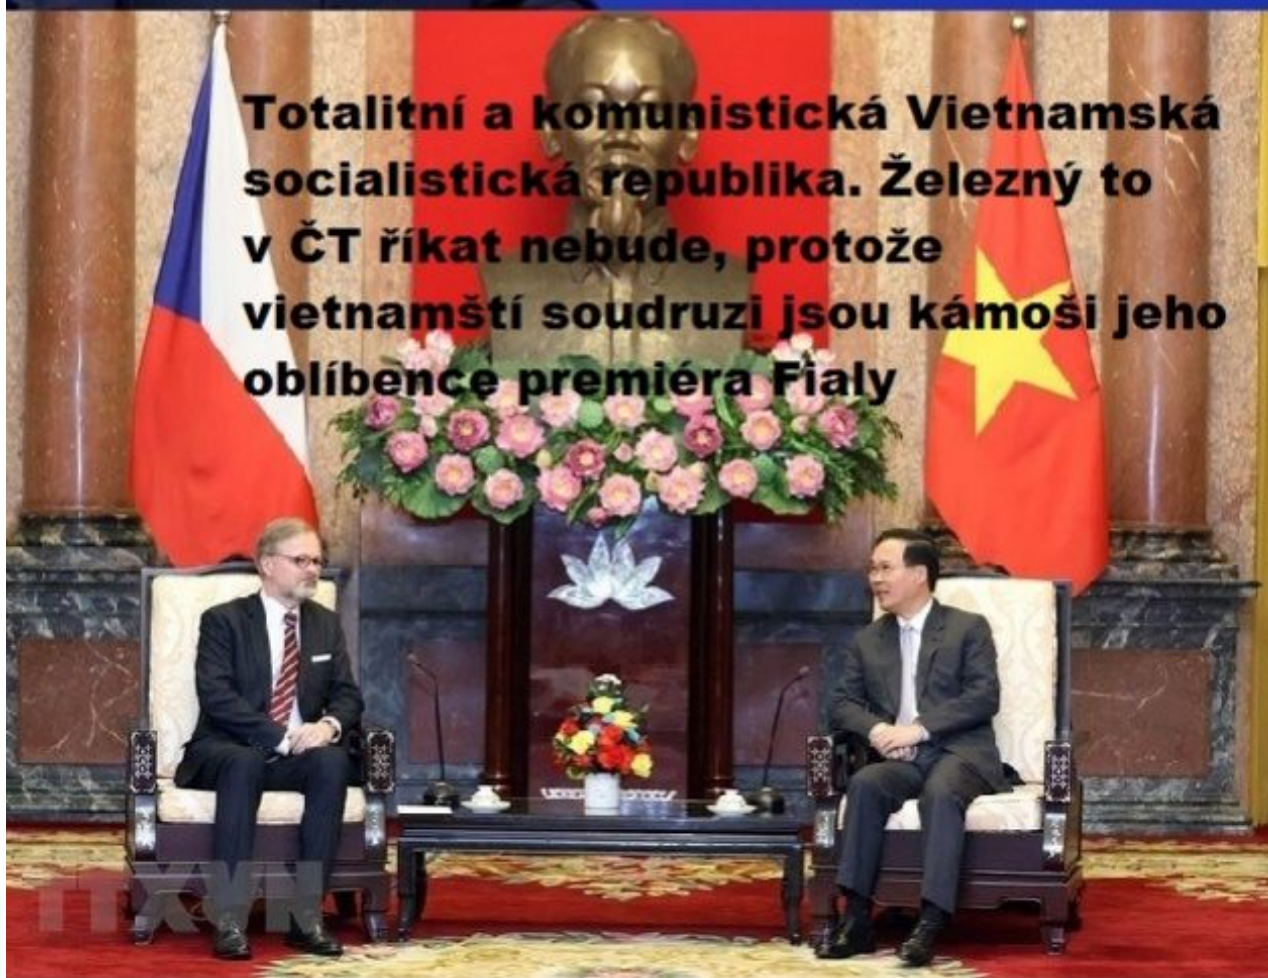 Totalitní a komunistická Vietnamská
socialistická republika. Železný to
v ČT říkat nebude, protože
vietnamští soudruzi jsou kámoši jeho
oblíbence premiéra Fialy
TTXVN